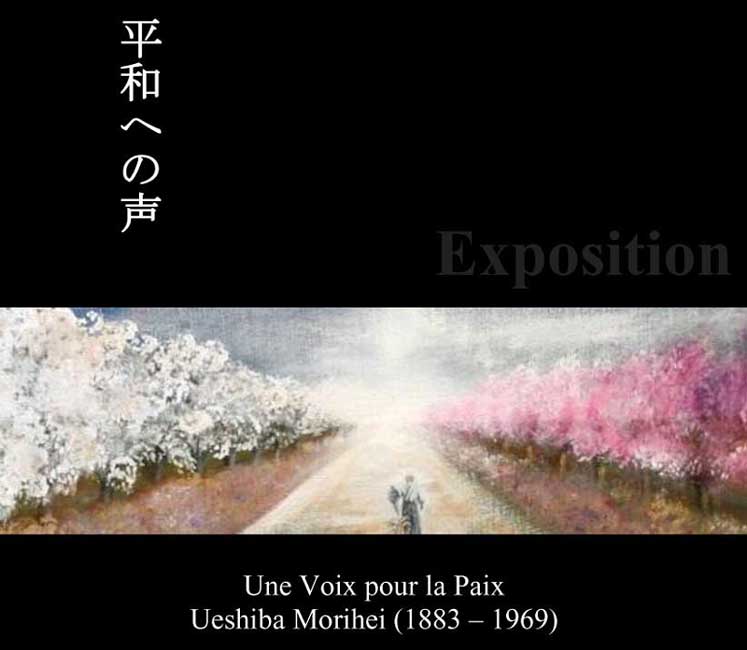 平和への声
Exposition
Une Voix pour la Paix
Ueshiba Morihei (1883 – 1969)